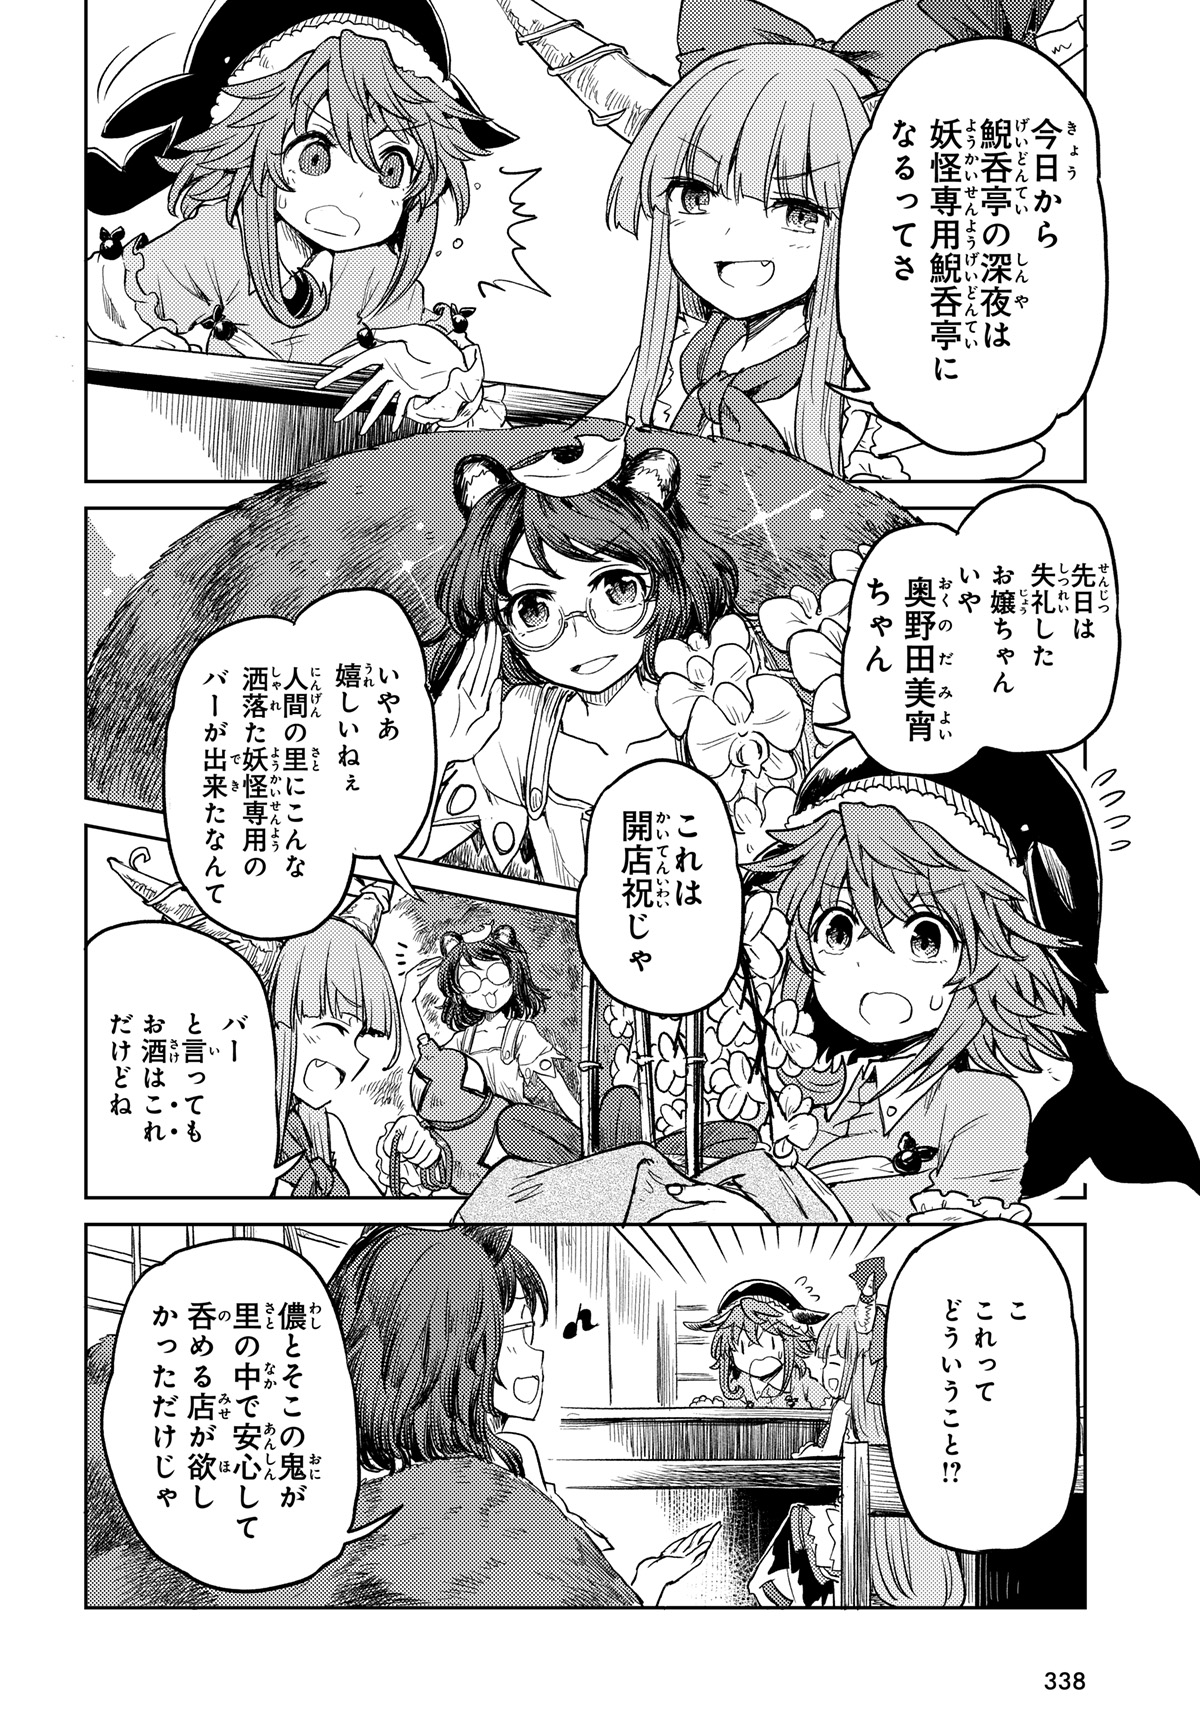 今日から
鯢呑亭の深夜は
妖怪専用鯢呑亭に
なるってさ
先日は
失礼した
お嬢ちゃん
いや
奥野田美宵
ちゃん
これは
開店祝じゃ
いやあ
嬉しいねぇ
人間の里にこんな
洒落た妖怪専用の
バーが出来たなんて
バー
と言っても
お酒はこれ
だけどね
こ
これって
どういうこと!?
儂とそこの鬼が
里の中で安心して
呑める店が欲し
かっただけじゃ
338